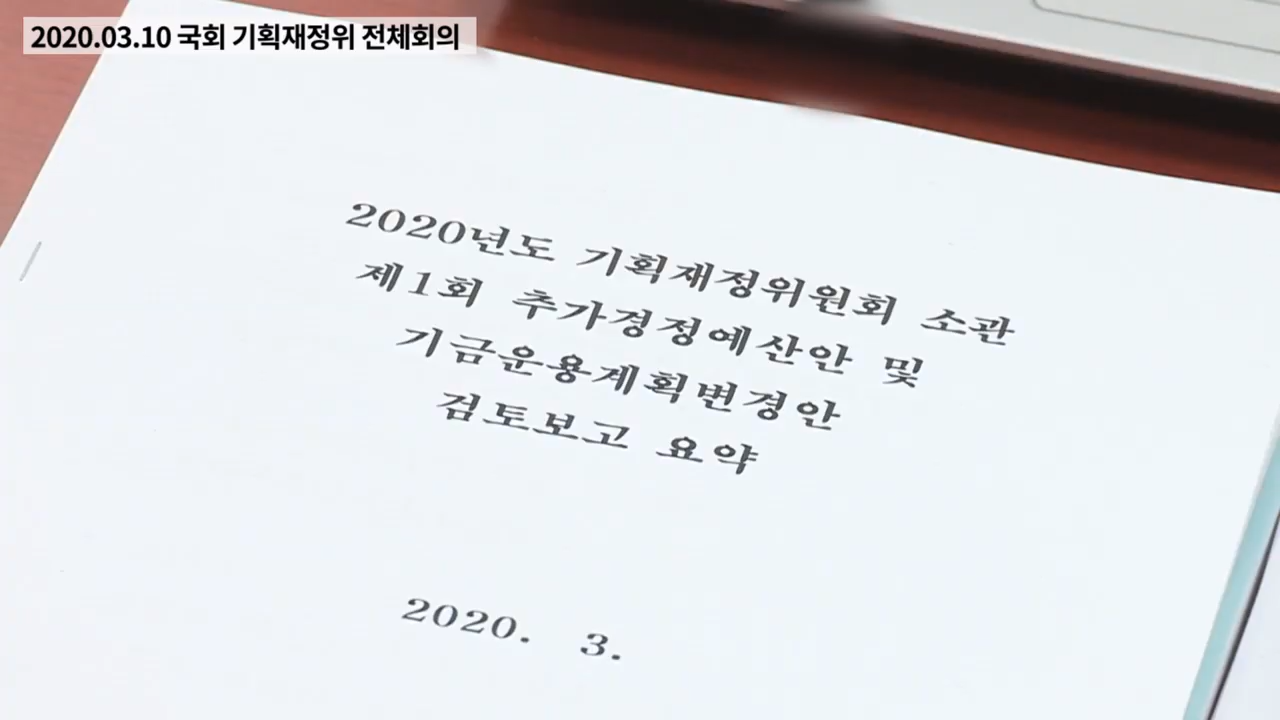 2020.03.10 국회 기획재정위 전체회의
2020년도 기획재정위원회 소관
제1회 추가경정예산안 및
기금운용계획변경안
검토보고 요약
2020. 3.